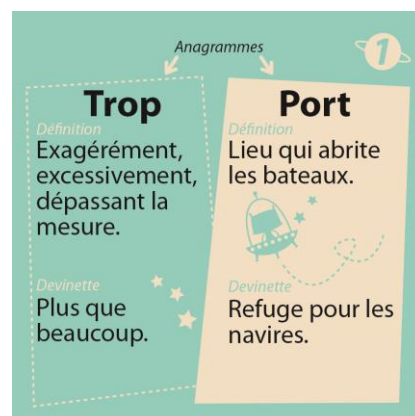 Anagrammes
1
Trop
Définition
Exagérément,
excessivement,
dépassant la
mesure.
Devinette
Plus que
beaucoup.
Port
Définition
Lieu qui abrite
les bateaux.
Devinette
Refuge pour les
navires.